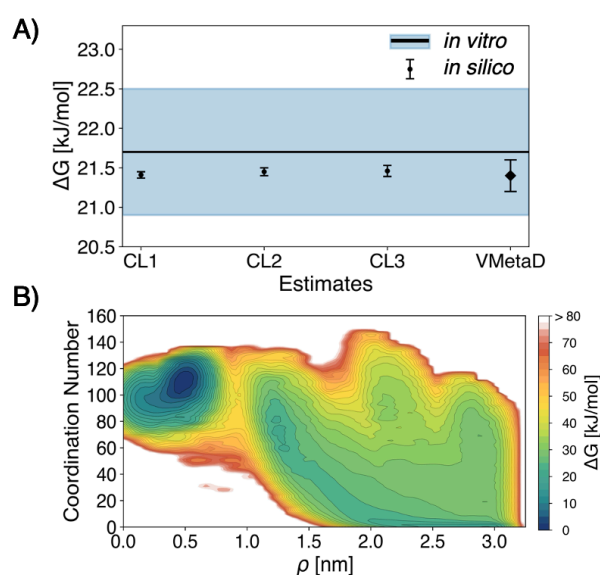 A)
23.0
22.5
22.0
21.5
21.0
20.5
ΔG [kJ/mol]
in vitro
in silico
CL1 CL2 CL3 VMetaD
Estimates
B)
160
140
120
100
80
60
40
20
0
Coordination Number
0.0 0.5 1.0 1.5 2.0 2.5 3.0
ρ [nm]
> 80
70
60
50
40
30
20
10
0
ΔG [kJ/mol]